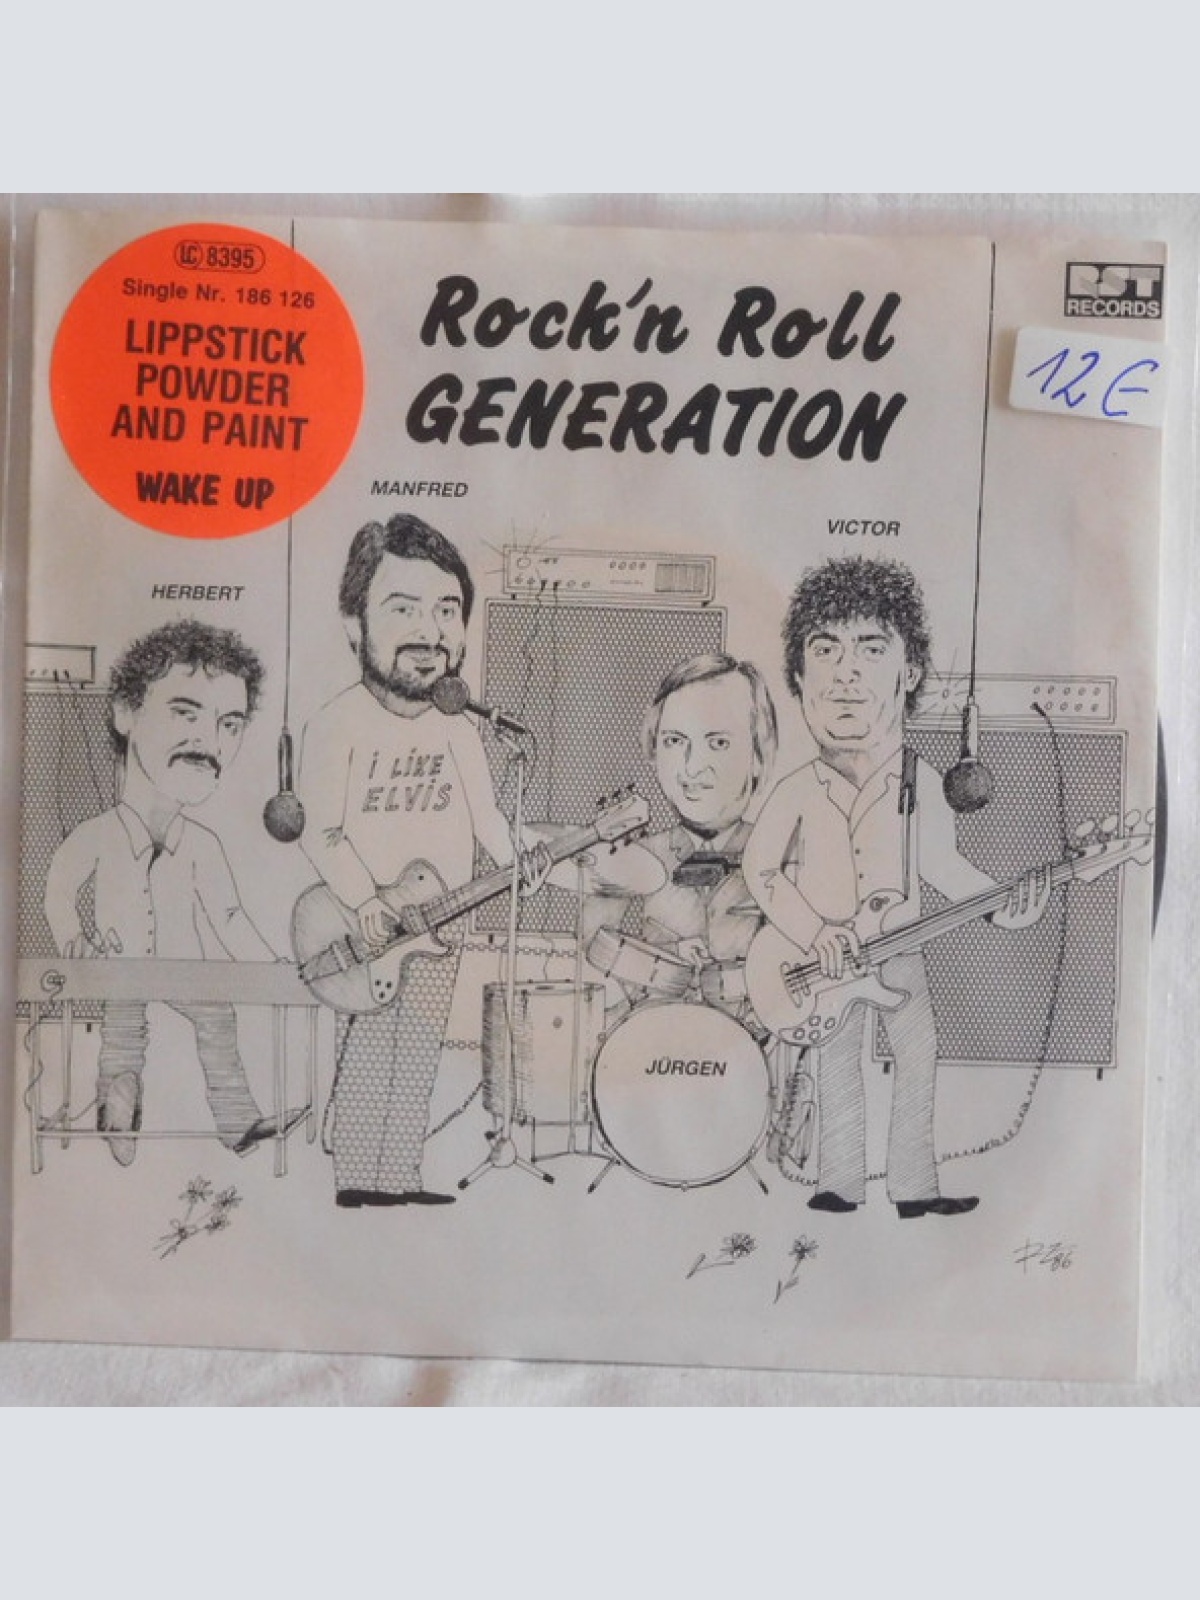 LC 8395
Single Nr. 186 126
LIPPSTICK
POWDER
AND PAINT
WAKE UP
Rock'n Roll
GENERATION
RST
RECORDS
12 €
MANFRED
VICTOR
HERBERT
i LiKE
ELViS
JÜRGEN
PZ 86